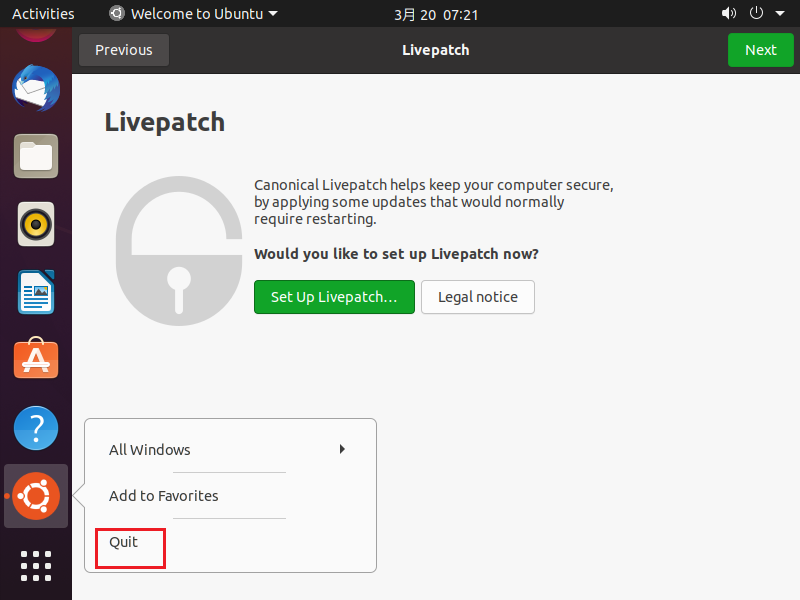 Activities
Welcome to Ubuntu
3月 20 07:21
Previous
Livepatch
Next
Livepatch
Canonical Livepatch helps keep your computer secure,
by applying some updates that would normally
require restarting.
Would you like to set up Livepatch now?
Set Up Livepatch...
Legal notice
All Windows
Add to Favorites
Quit